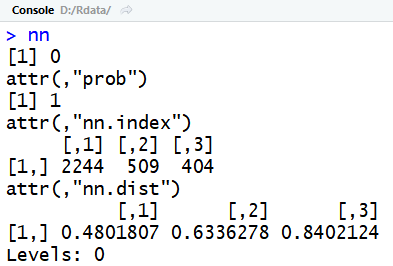 Console D:/Rdata/
> nn
[1] 0
attr(,"prob")
[1] 1
attr(,"nn.index")
     [,1] [,2] [,3]
[1,] 2244  509  404
attr(,"nn.dist")
          [,1]      [,2]      [,3]
[1,] 0.4801807 0.6336278 0.8402124
Levels: 0